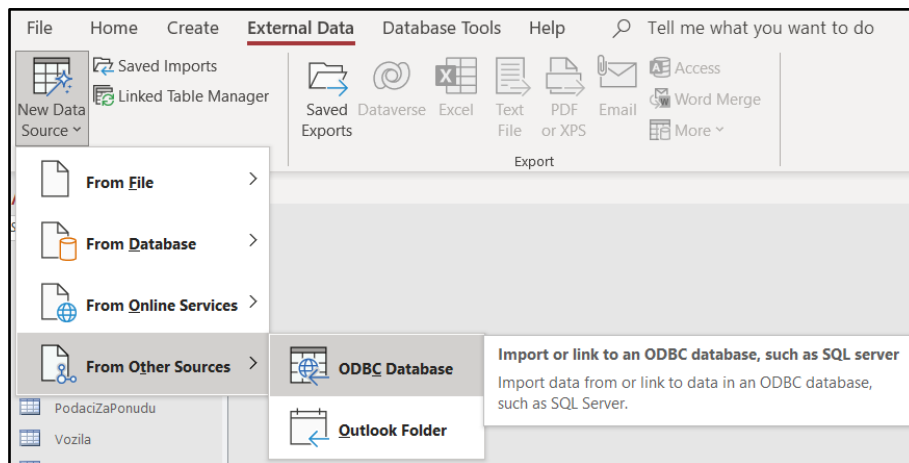 File Home Create External Data Database Tools Help Tell me what you want to do
New Data
Source
Saved Imports
Linked Table Manager
Saved
Exports
Dataverse
Excel
Text
File
PDF
or XPS
Email
Access
Word Merge
More
Export
From File
From Database
From Online Services
From Other Sources
ODBC Database
Outlook Folder
Import or link to an ODBC database, such as SQL server
Import data from or link to data in an ODBC database,
such as SQL Server.
PodaciZaPonudu
Vozila